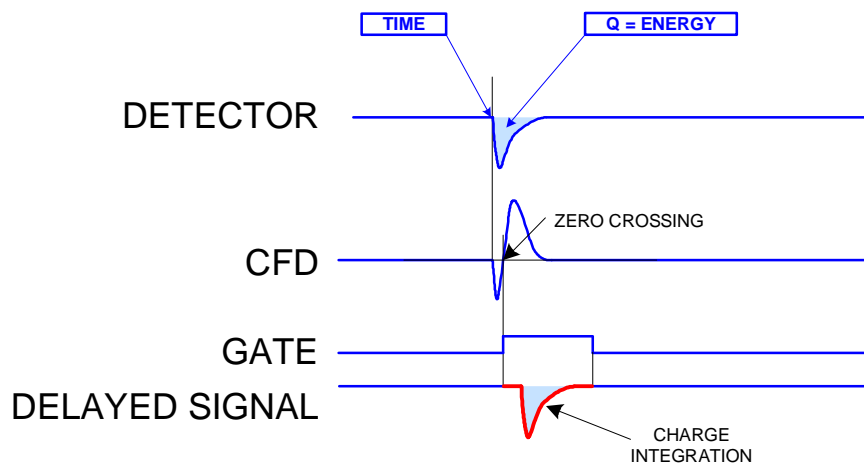 TIME
Q = ENERGY
DETECTOR
ZERO CROSSING
CFD
GATE
DELAYED SIGNAL
CHARGE
INTEGRATION